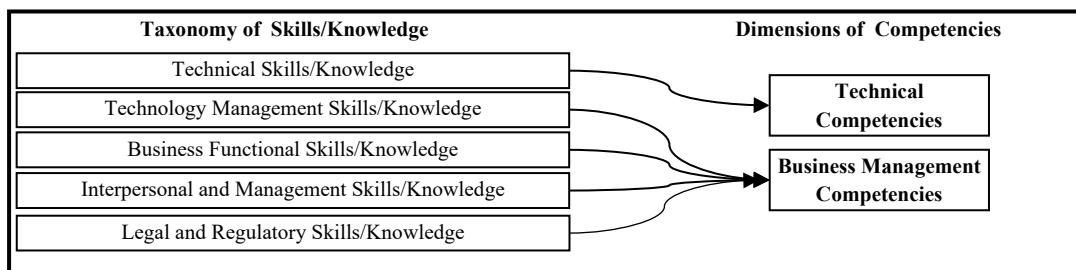 Taxonomy of Skills/Knowledge
Dimensions of Competencies
Technical Skills/Knowledge
Technology Management Skills/Knowledge
Business Functional Skills/Knowledge
Interpersonal and Management Skills/Knowledge
Legal and Regulatory Skills/Knowledge
Technical
Competencies
Business Management
Competencies